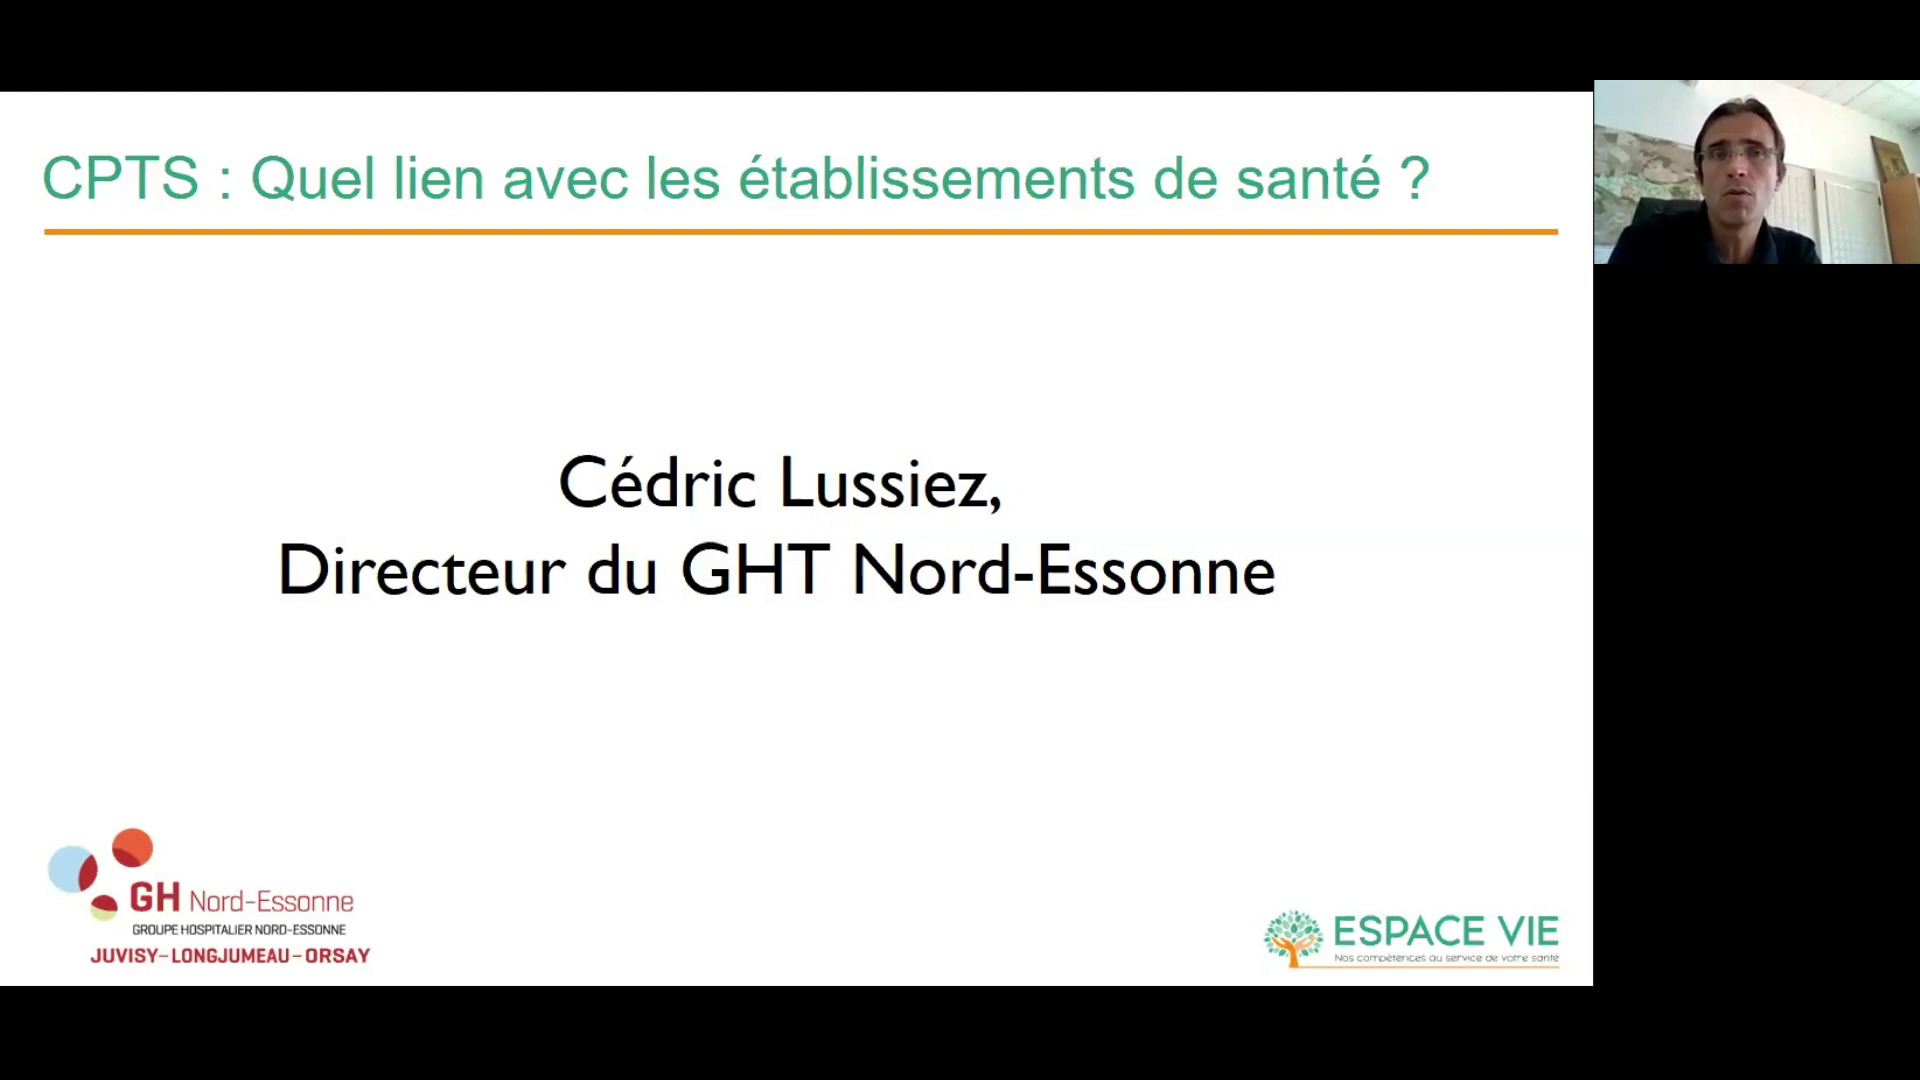 CPTS : Quel lien avec les établissements de santé ?
Cédric Lussiez,
Directeur du GHT Nord-Essonne
GH Nord-Essonne
GROUPE HOSPITALIER NORD-ESSONNE
JUVISY-LONGJUMEAU-ORSAY
ESPACE VIE
Nos compétences au service de votre santé